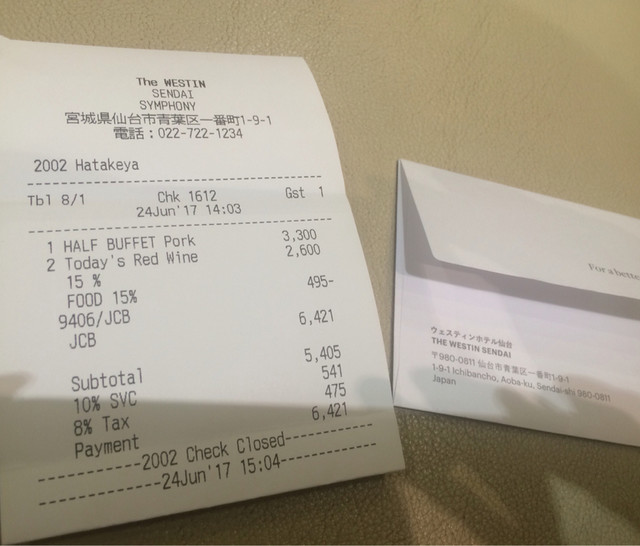 The WESTIN
SENDAI
SYMPHONY
宮城県仙台市青葉区一番町1-9-1
電話：022-722-1234
2002 Hatakeya
Tbl 8/1 Chk 1612 Gst 1
24Jun'17 14:03
1 HALF BUFFET Pork 3,300
2 Today's Red Wine 2,600
15 %
FOOD 15% 495-
9406/JCB
JCB 6,421
Subtotal 5,405
10% SVC 541
8% Tax 475
Payment 6,421
----------2002 Check Closed----------
----------24Jun'17 15:04----------
For a bette
ウェスティンホテル仙台
THE WESTIN SENDAI
〒980-0811 仙台市青葉区一番町1-9-1
1-9-1 Ichibancho, Aoba-ku, Sendai-shi 980-0811
Japan